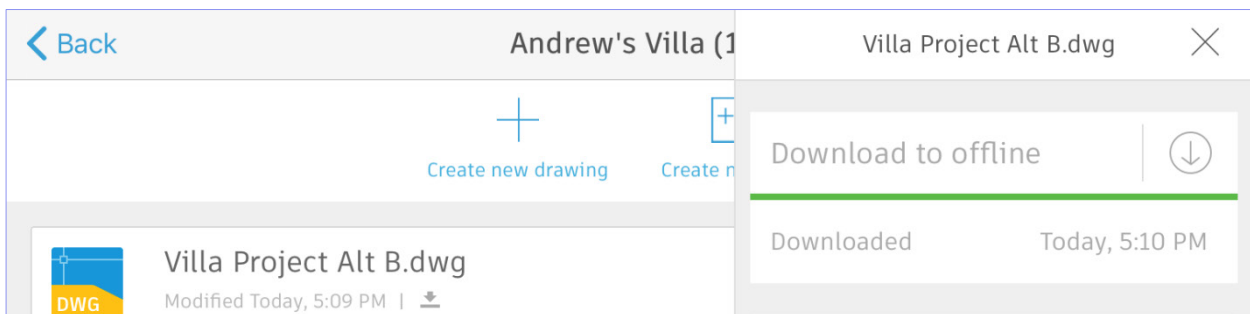 Back
Andrew's Villa (1
Villa Project Alt B.dwg
Create new drawing
Create n
Download to offline
Downloaded Today, 5:10 PM
Villa Project Alt B.dwg
Modified Today, 5:09 PM |
DWG